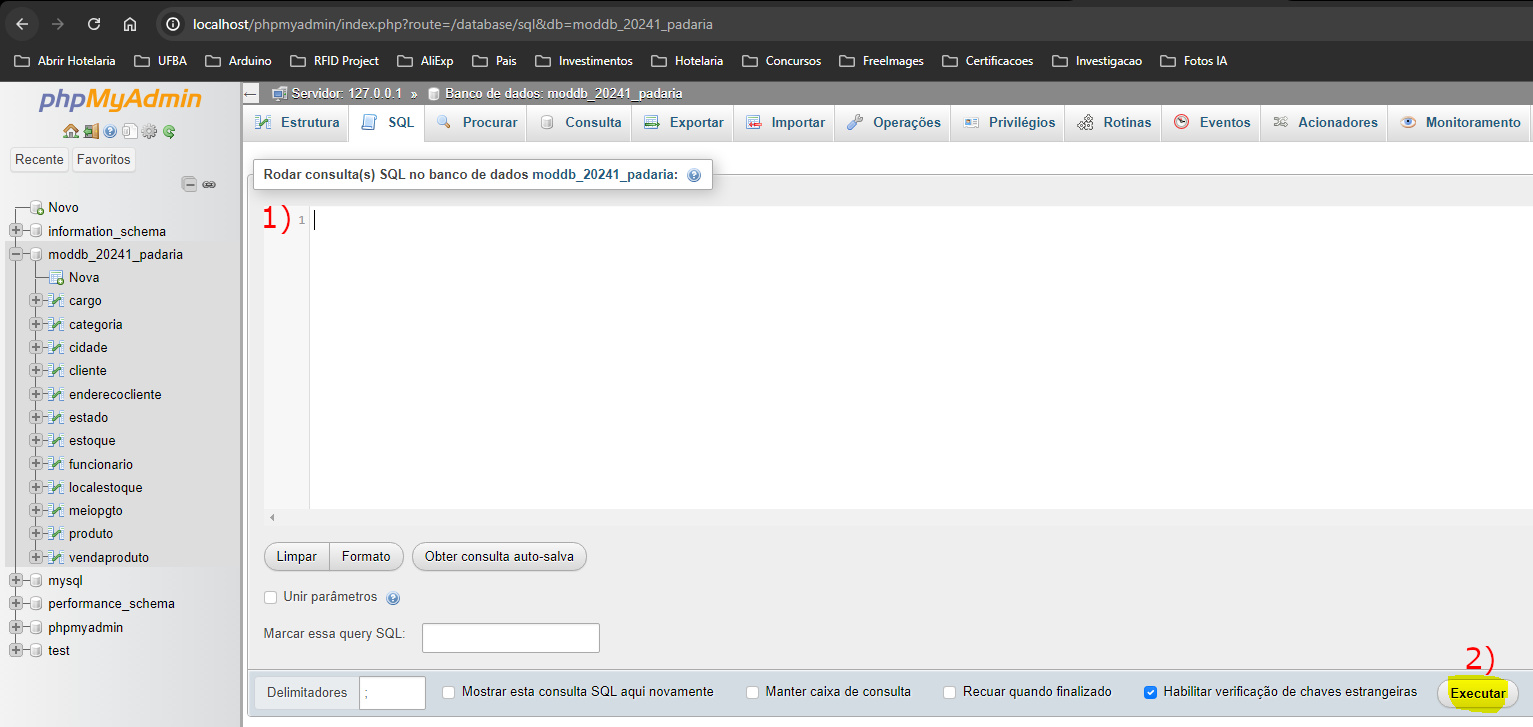 localhost/phpmyadmin/index.php?route=/database/sql&db=moddb_20241_padaria
Abrir Hotelaria UFBA Arduino RFID Project AliExp Pais Investimentos Hotelaria Concursos FreeImages Certificacoes Investigacao Fotos IA
phpMyAdmin
Recente Favoritos
Novo
information_schema
moddb_20241_padaria
Nova
cargo
categoria
cidade
cliente
enderecocliente
estado
estoque
funcionario
localestoque
meiopgto
produto
vendaproduto
mysql
performance_schema
phpmyadmin
test
Servidor: 127.0.0.1 » Banco de dados: moddb_20241_padaria
Estrutura SQL Procurar Consulta Exportar Importar Operações Privilégios Rotinas Eventos Acionadores Monitoramento
Rodar consulta(s) SQL no banco de dados moddb_20241_padaria:
1) 1
Limpar Formato Obter consulta auto-salva
Unir parâmetros
Marcar essa query SQL:
2)
Delimitadores ; Mostrar esta consulta SQL aqui novamente Manter caixa de consulta Recuar quando finalizado Habilitar verificação de chaves estrangeiras Executar